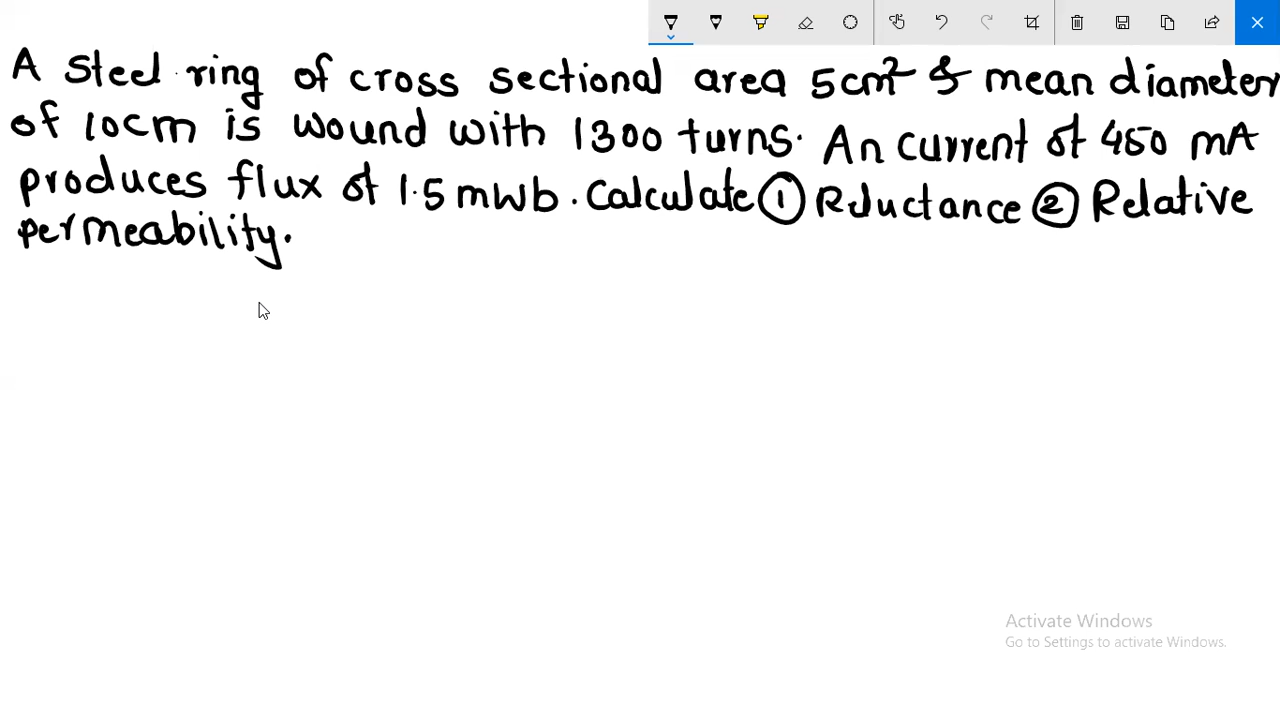 A Steel ring of cross sectional area 5cm² & mean diameter
of 10cm is wound with 1300 turns. An current of 450 mA
produces flux of 1.5 mWb. Calculate ① Reluctance ② Relative
permeability.
Activate Windows
Go to Settings to activate Windows.